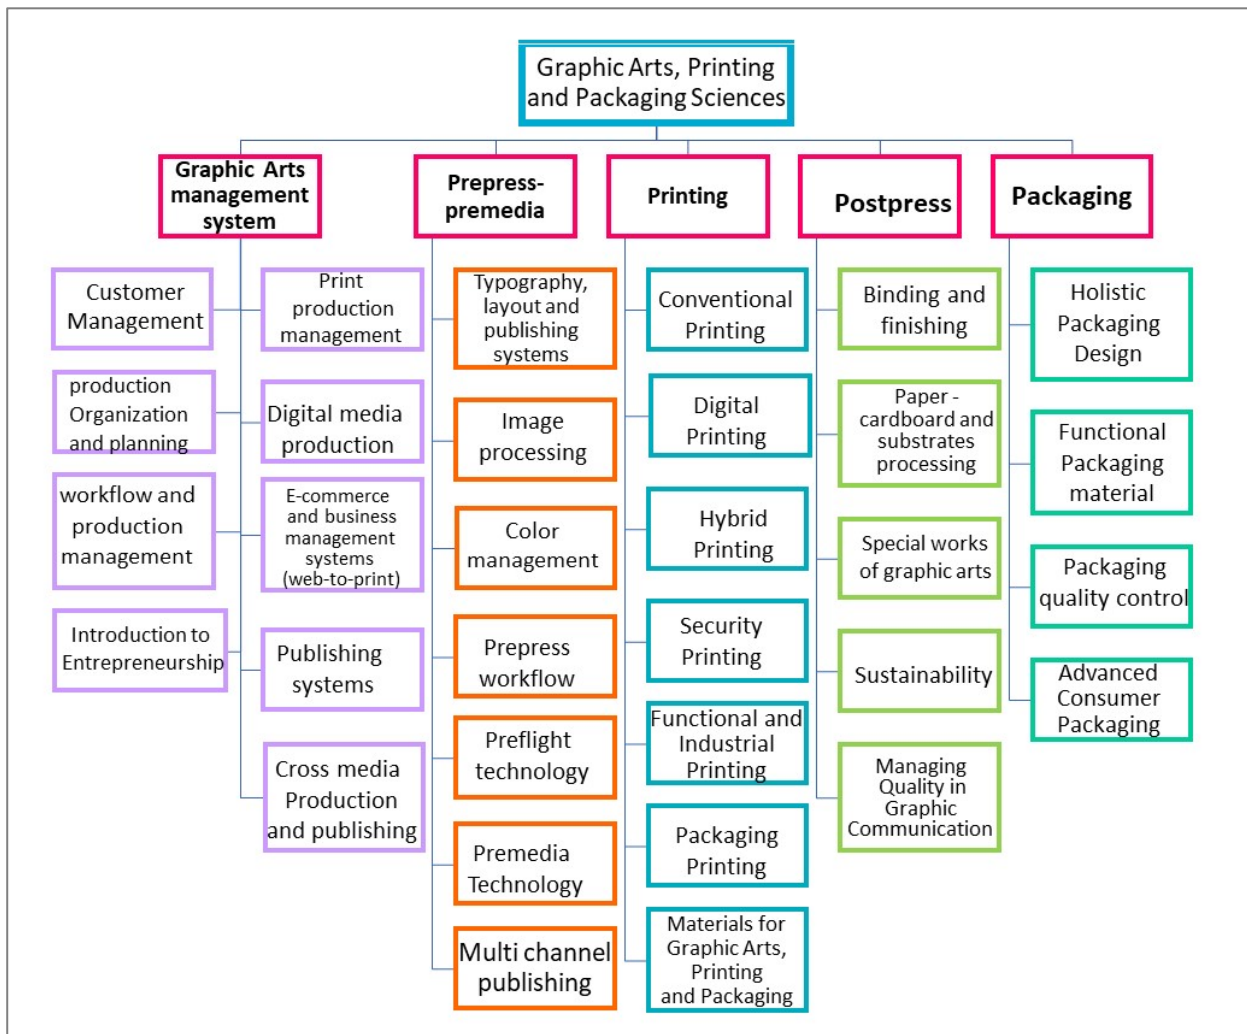 Graphic Arts, Printing
and Packaging Sciences
Graphic Arts
management
system
Prepress-
premedia
Printing
Postpress
Packaging
Customer
Management
production
Organization
and planning
workflow and
production
management
Introduction to
Entrepreneurship
Print
production
management
Digital media
production
E-commerce
and business
management
systems
(web-to-print)
Publishing
systems
Cross media
Production
and publishing
Typography,
layout and
publishing
systems
Image
processing
Color
management
Prepress
workflow
Preflight
technology
Premedia
Technology
Multi channel
publishing
Conventional
Printing
Digital
Printing
Hybrid
Printing
Security
Printing
Functional and
Industrial
Printing
Packaging
Printing
Materials for
Graphic Arts,
Printing
and Packaging
Binding and
finishing
Paper -
cardboard and
substrates
processing
Special works
of graphic arts
Sustainability
Managing
Quality in
Graphic
Communication
Holistic
Packaging
Design
Functional
Packaging
material
Packaging
quality control
Advanced
Consumer
Packaging